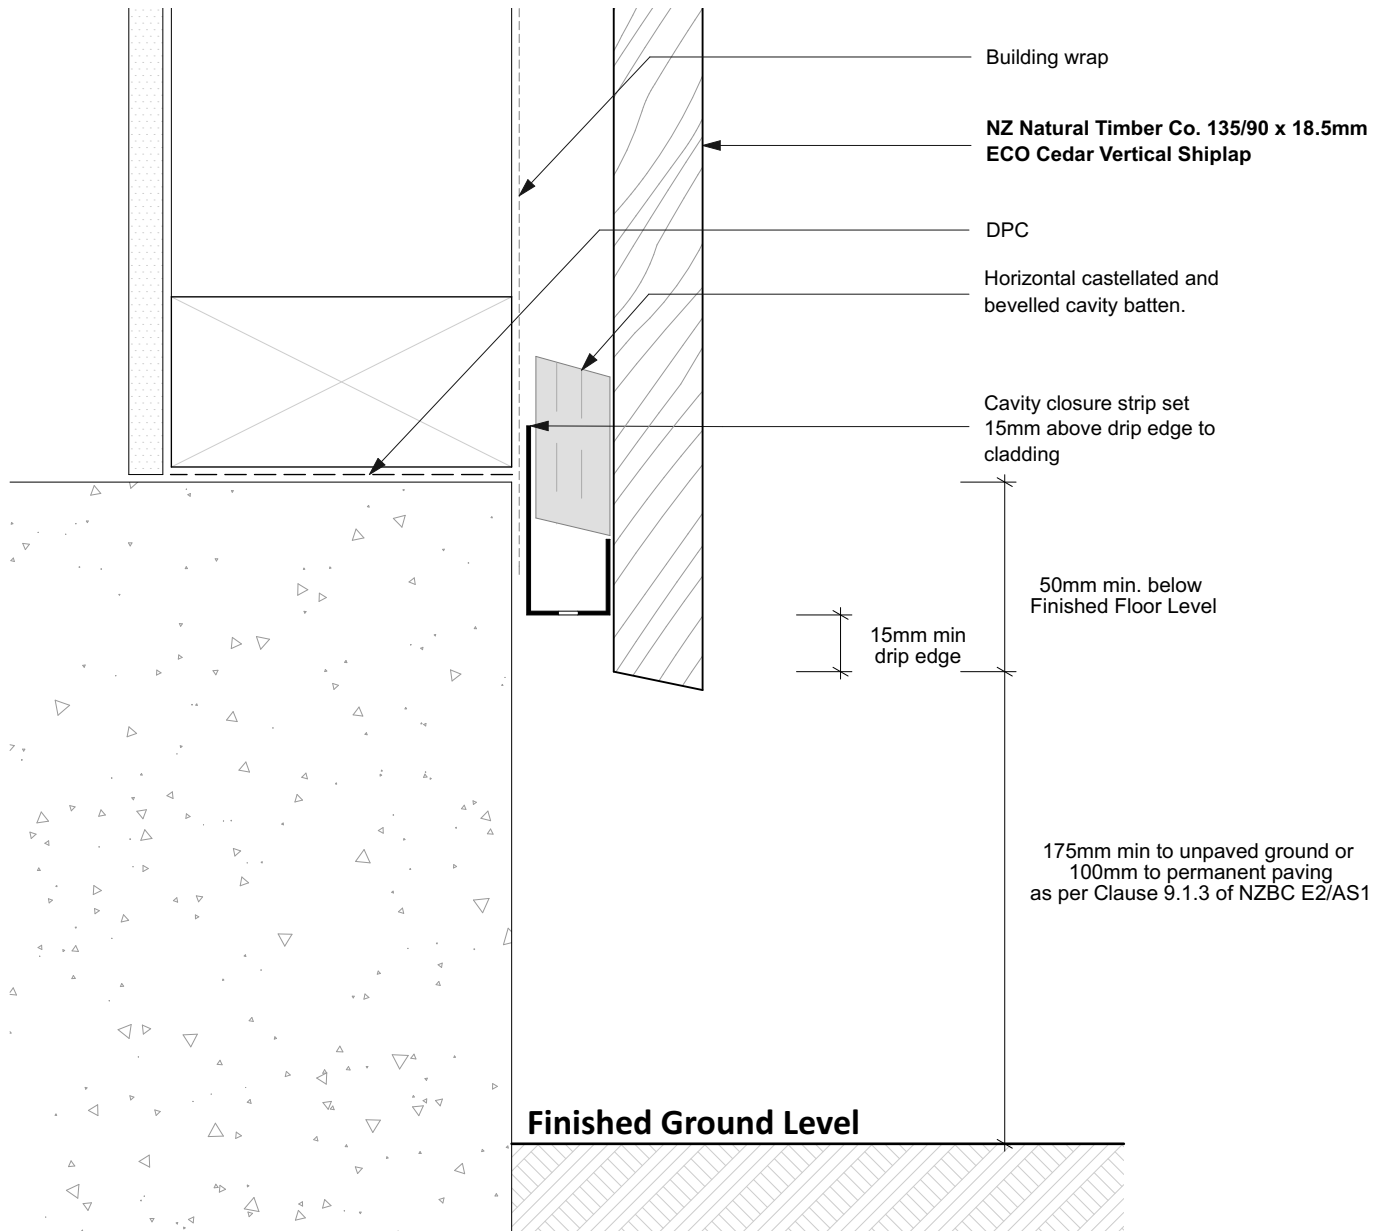 Building wrap
NZ Natural Timber Co. 135/90 x 18.5mm
ECO Cedar Vertical Shiplap
DPC
Horizontal castellated and
bevelled cavity batten.
Cavity closure strip set
15mm above drip edge to
cladding
50mm min. below
Finished Floor Level
15mm min
drip edge
175mm min to unpaved ground or
100mm to permanent paving
as per Clause 9.1.3 of NZBC E2/AS1
Finished Ground Level